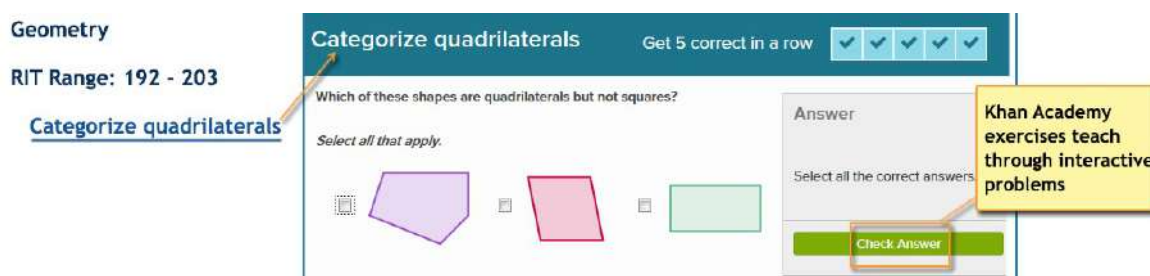 Geometry
RIT Range: 192 - 203
Categorize quadrilaterals
Categorize quadrilaterals
Get 5 correct in a row
Which of these shapes are quadrilaterals but not squares?
Select all that apply.
Answer
Select all the correct answers.
Check Answer
Khan Academy
exercises teach
through interactive
problems